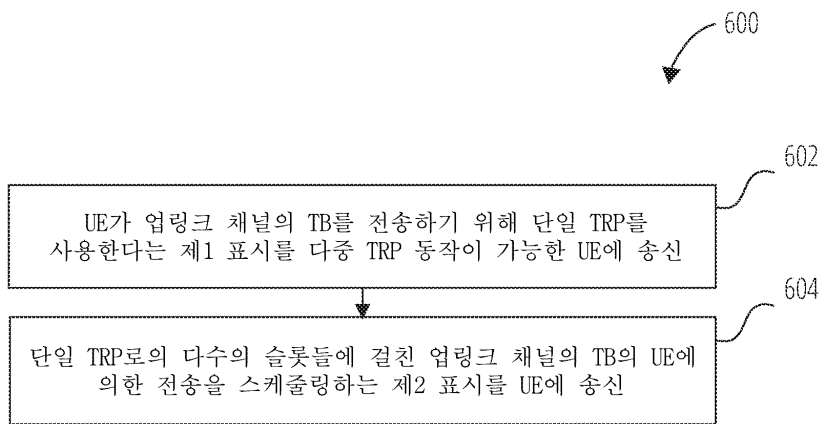 600
602
UE가 업링크 채널의 TB를 전송하기 위해 단일 TRP를
사용한다는 제1 표시를 다중 TRP 동작이 가능한 UE에 송신
604
단일 TRP로의 다수의 슬롯들에 걸친 업링크 채널의 TB의 UE에
의한 전송을 스케줄링하는 제2 표시를 UE에 송신